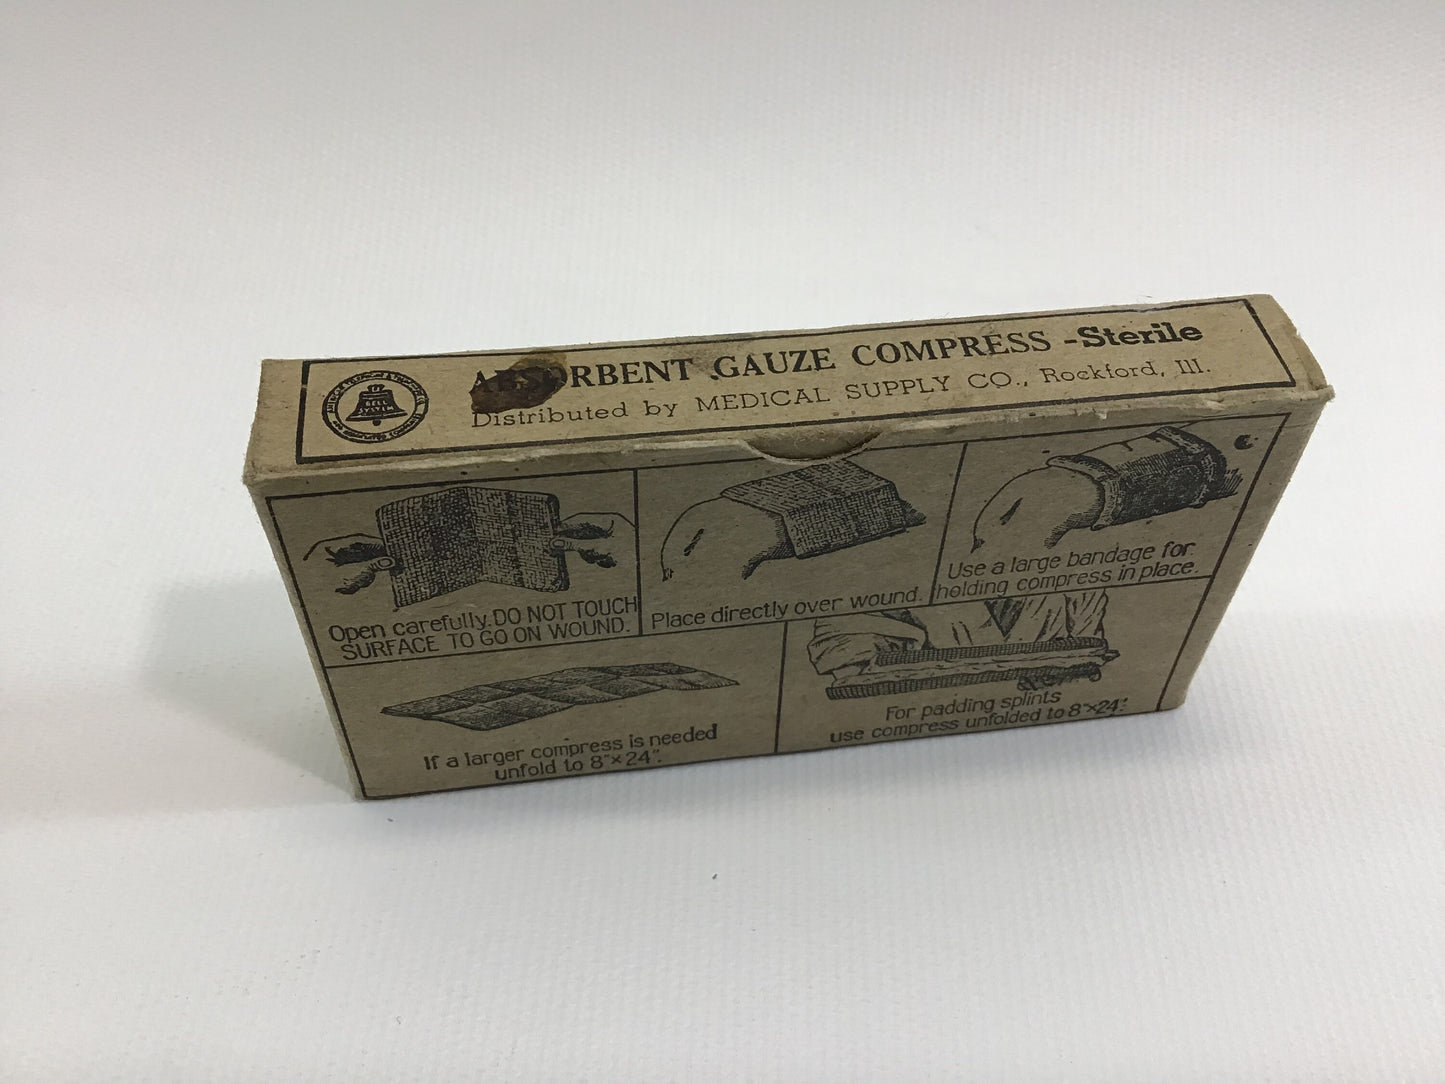 BELL
SYSTEM
ABSORBENT GAUZE COMPRESS -Sterile
Distributed by MEDICAL SUPPLY CO., Rockford, Ill.
Open carefully. DO NOT TOUCH
SURFACE TO GO ON WOUND.
Place directly over wound.
Use a large bandage for
holding compress in place.
If a larger compress is needed
unfold to 8"x 24".
For padding splints
use compress unfolded to 8"x24".